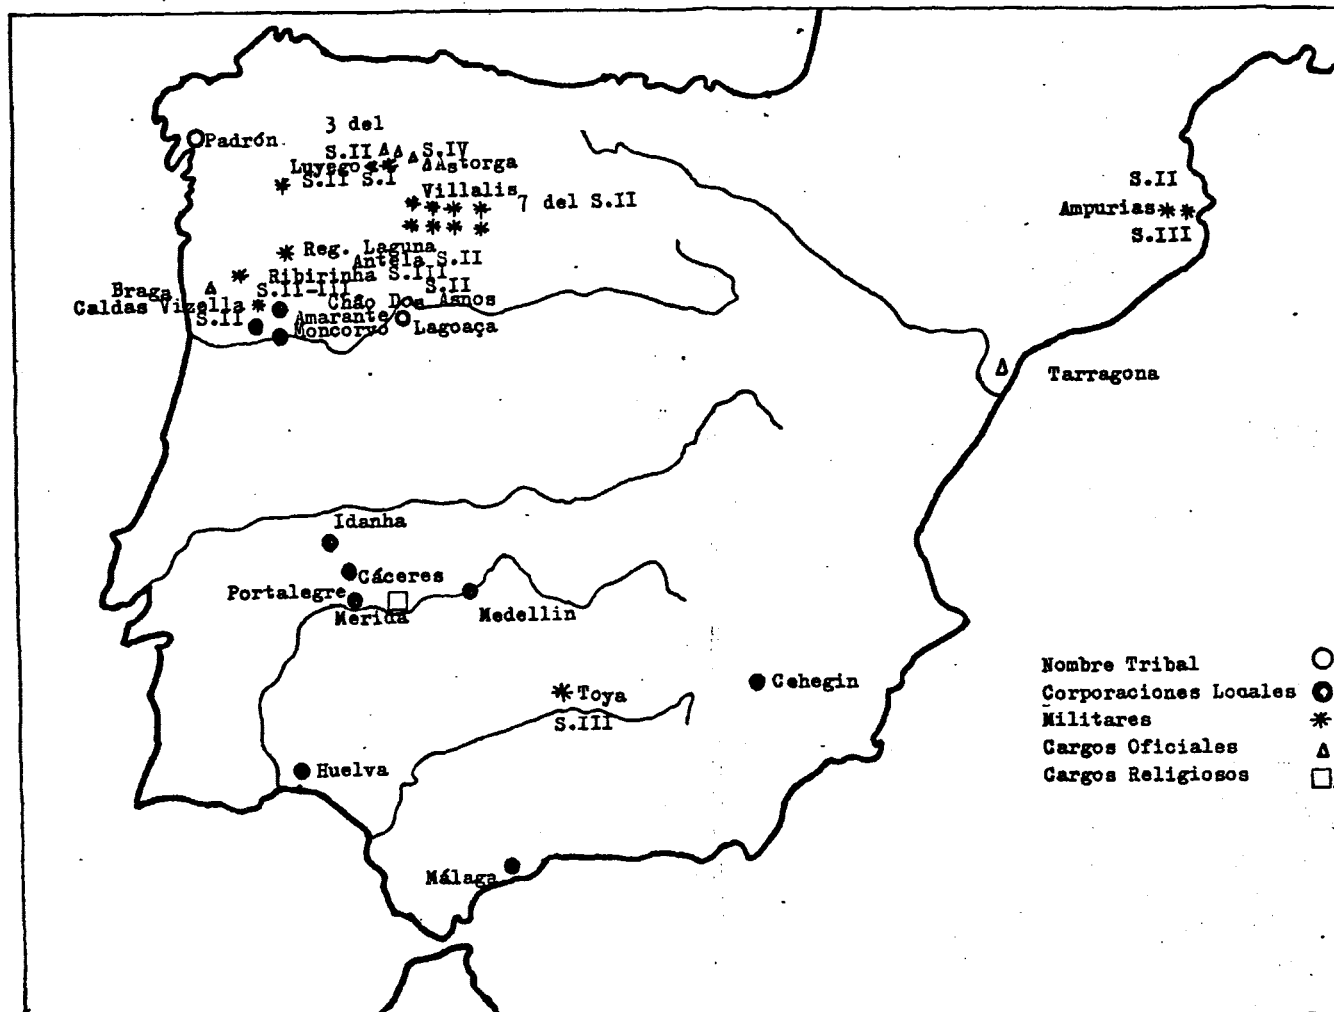 3 del
Padrón
S.II S.IV
Luyego Astorga
S.II S.I
Villalis
7 del S.II
S.II
Ampurias
S.III
Reg. Laguna
Antela S.II
Ribirinha S.III
Braga S.II-III S.II
Caldas Vizella Chao Dos Asnos
S.II Amarante
Moncorvo Lagoaça
Tarragona
Idanha
Cáceres
Portalegre
Merida Medellin
Nombre Tribal
Cehegin
Toya
Corporaciones Locales
S.III
Militares
Cargos Oficiales
Huelva
Cargos Religiosos
Málaga